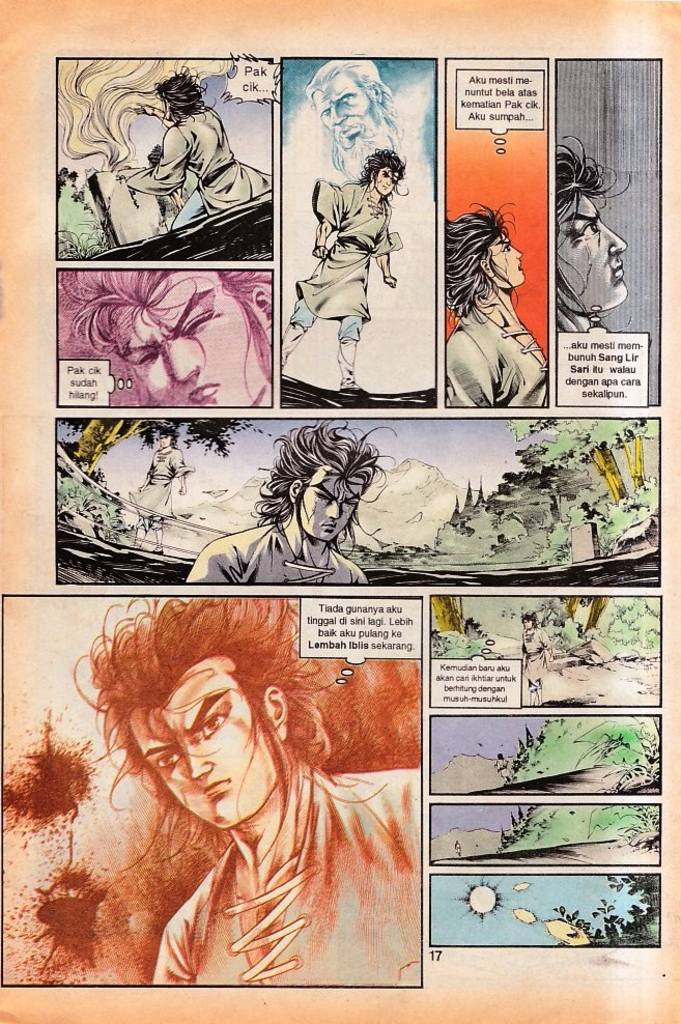 Pak
cik...
Aku mesti me-
nuntut bela atas
kematian Pak cik.
Aku sumpah...
...aku mesti mem-
bunuh Sang Lir
Sari itu walau
dengan apa cara
sekalipun.
Pak cik
sudah
hilang!
Tiada gunanya aku
tinggal di sini lagi. Lebih
baik aku pulang ke
Lembah Iblis sekarang.
Kemudian baru aku
akan cari ikhtiar untuk
berhitung dengan
musuh-musuhku!
17